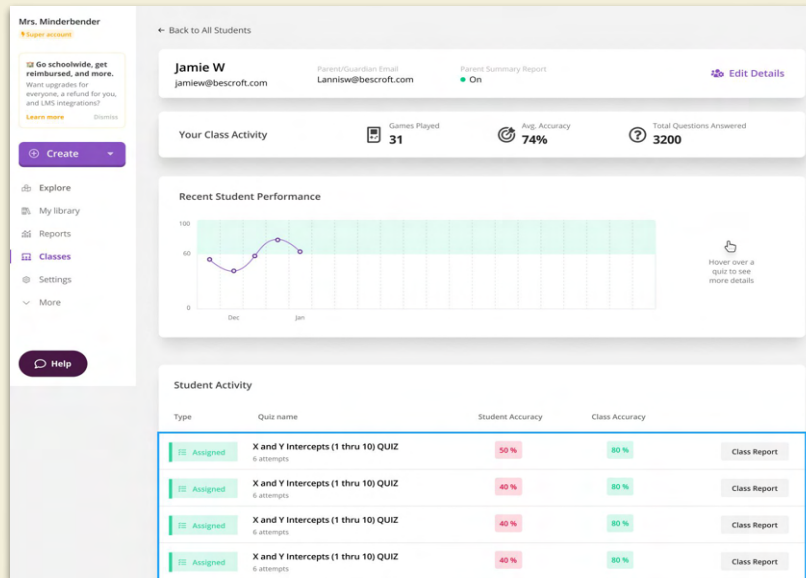 Mrs. Minderbender
Super account
Go schoolwide, get
reimbursed, and more.
Want upgrades for
everyone, a refund for you,
and LMS integrations?
Learn more Dismiss
Create
Explore
My library
Reports
Classes
Settings
More
Help
← Back to All Students
Jamie W
jamiew@bescroft.com
Parent/Guardian Email
Lannisw@bescroft.com
Parent Summary Report
On
Edit Details
Your Class Activity
Games Played
31
Avg. Accuracy
74%
Total Questions Answered
3200
Recent Student Performance
100
60
0
Dec Jan
Hover over a
quiz to see
more details
Student Activity
Type Quiz name Student Accuracy Class Accuracy
Assigned
X and Y Intercepts (1 thru 10) QUIZ
6 attempts
50 %
80 %
Class Report
Assigned
X and Y Intercepts (1 thru 10) QUIZ
6 attempts
40 %
80 %
Class Report
Assigned
X and Y Intercepts (1 thru 10) QUIZ
6 attempts
40 %
80 %
Class Report
Assigned
X and Y Intercepts (1 thru 10) QUIZ
6 attempts
40 %
80 %
Class Report